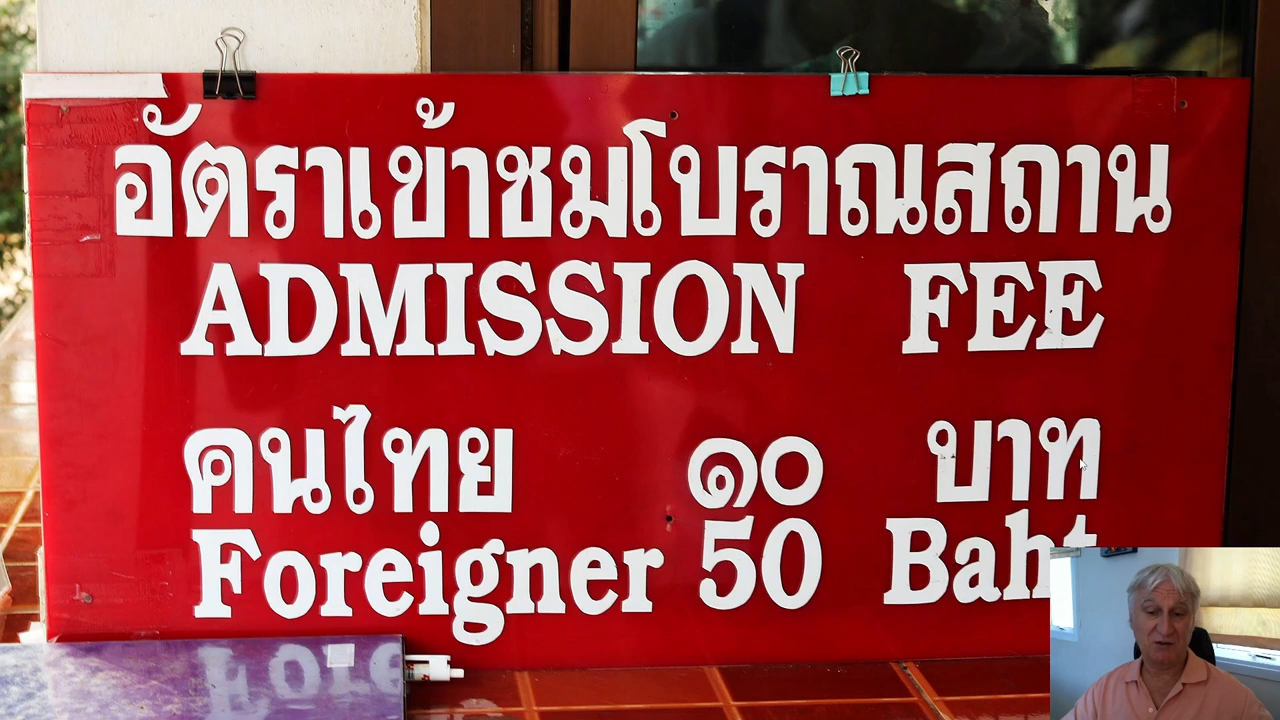 อัตราเข้าชมโบราณสถาน
ADMISSION FEE
คนไทย ๑๐ บาท
Foreigner 50 Baht